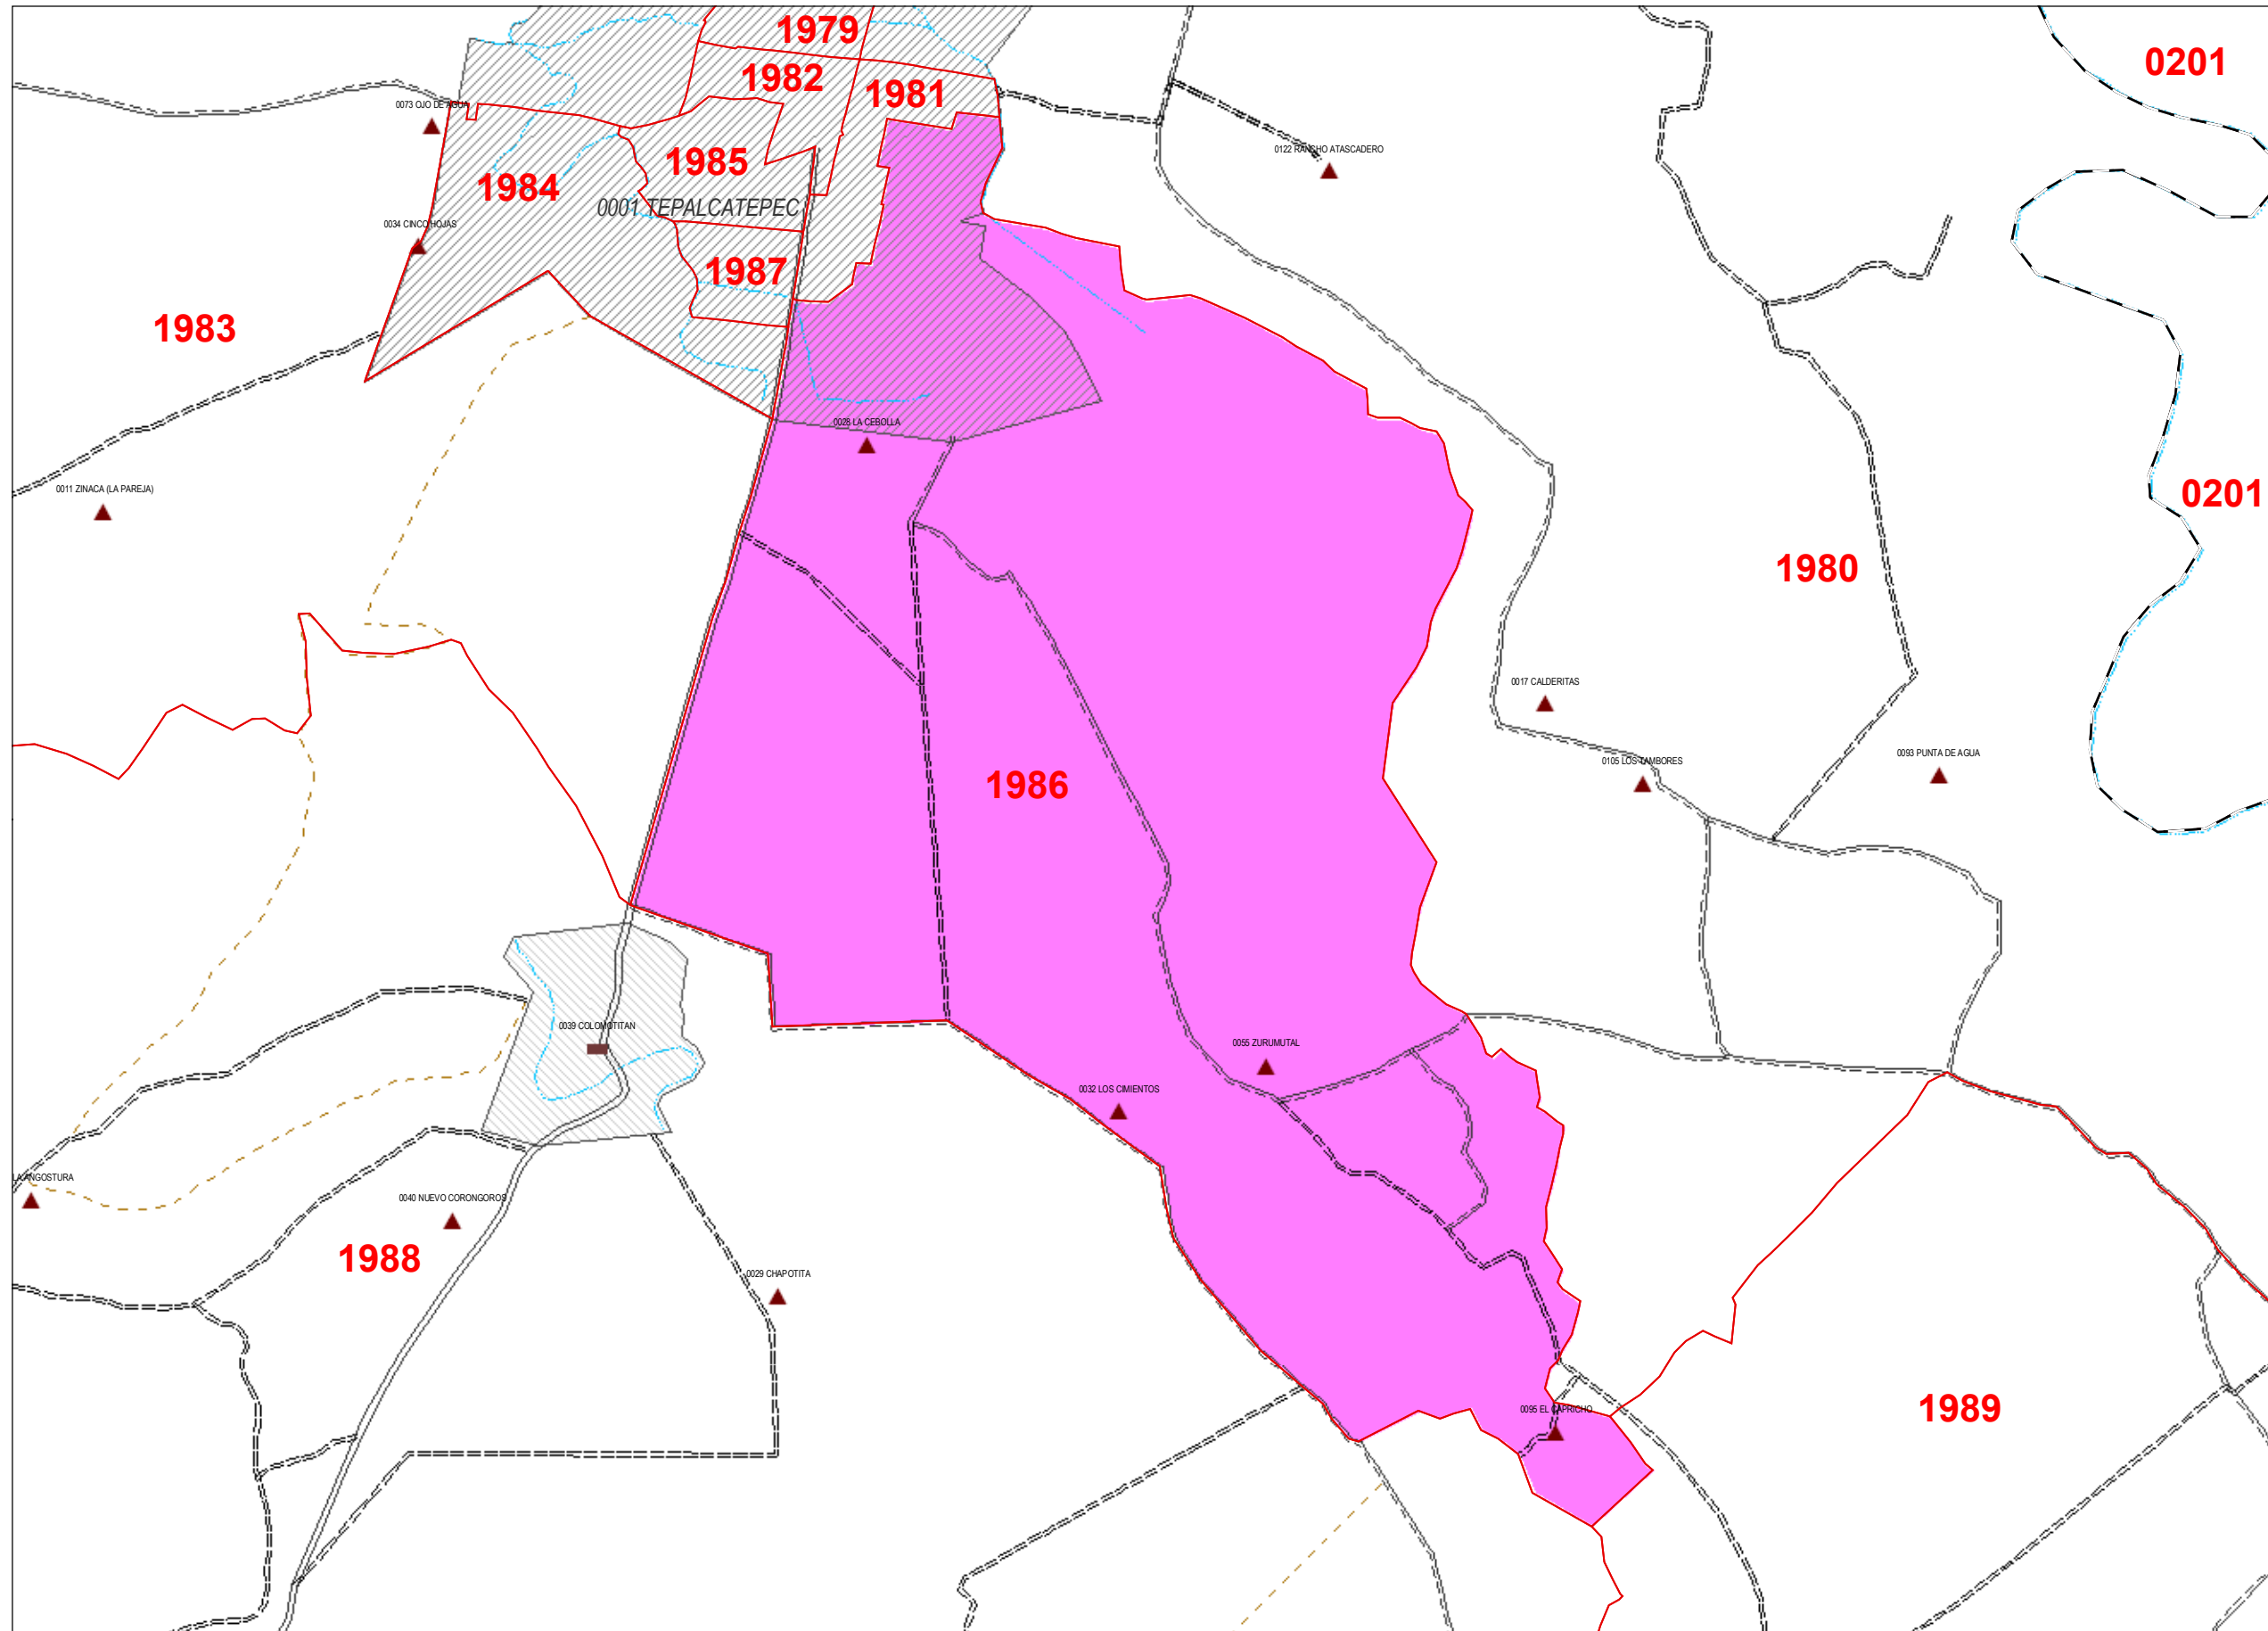 1979
0201
1982
1981
0073 OJO DE AGUA
0122 RANCHO ATASCADERO
1985
1984
0001 TEPALCATEPEC
0034 CINCO HOJAS
1987
1983
0028 LA CEBOLLA
0011 ZINACA (LA PAREJA)
0201
1980
0017 CALDERITAS
0093 PUNTA DE AGUA
0105 LOS TAMBORES
1986
0039 COLOMOTITAN
0055 ZURUMUTAL
0032 LOS CIMIENTOS
LA ANGOSTURA
0040 NUEVO CORONGOROS
1988
0029 CHAPOTITA
0095 EL CAPRICHO
1989